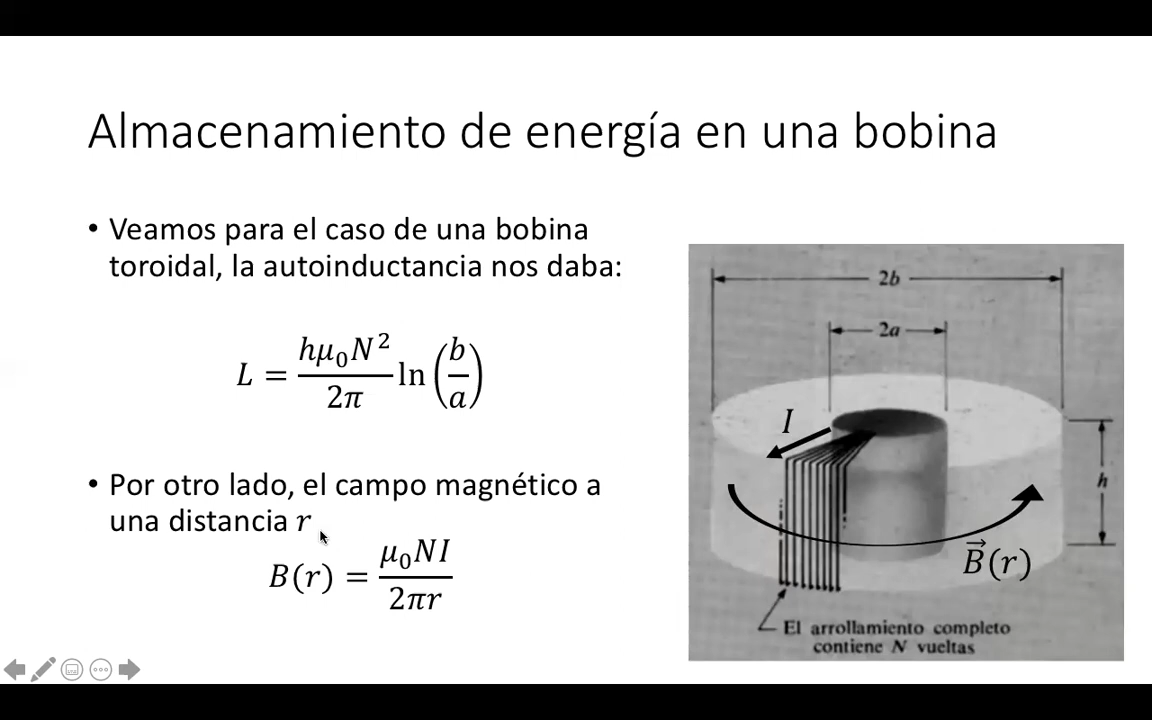 Almacenamiento de energía en una bobina
• Veamos para el caso de una bobina
toroidal, la autoinductancia nos daba:
L = hμ₀N² / 2π ln(b/a)
• Por otro lado, el campo magnético a
una distancia r
B(r) = μ₀NI / 2πr
2b
2a
I
h
B⃗(r)
El arrollamiento completo
contiene N vueltas